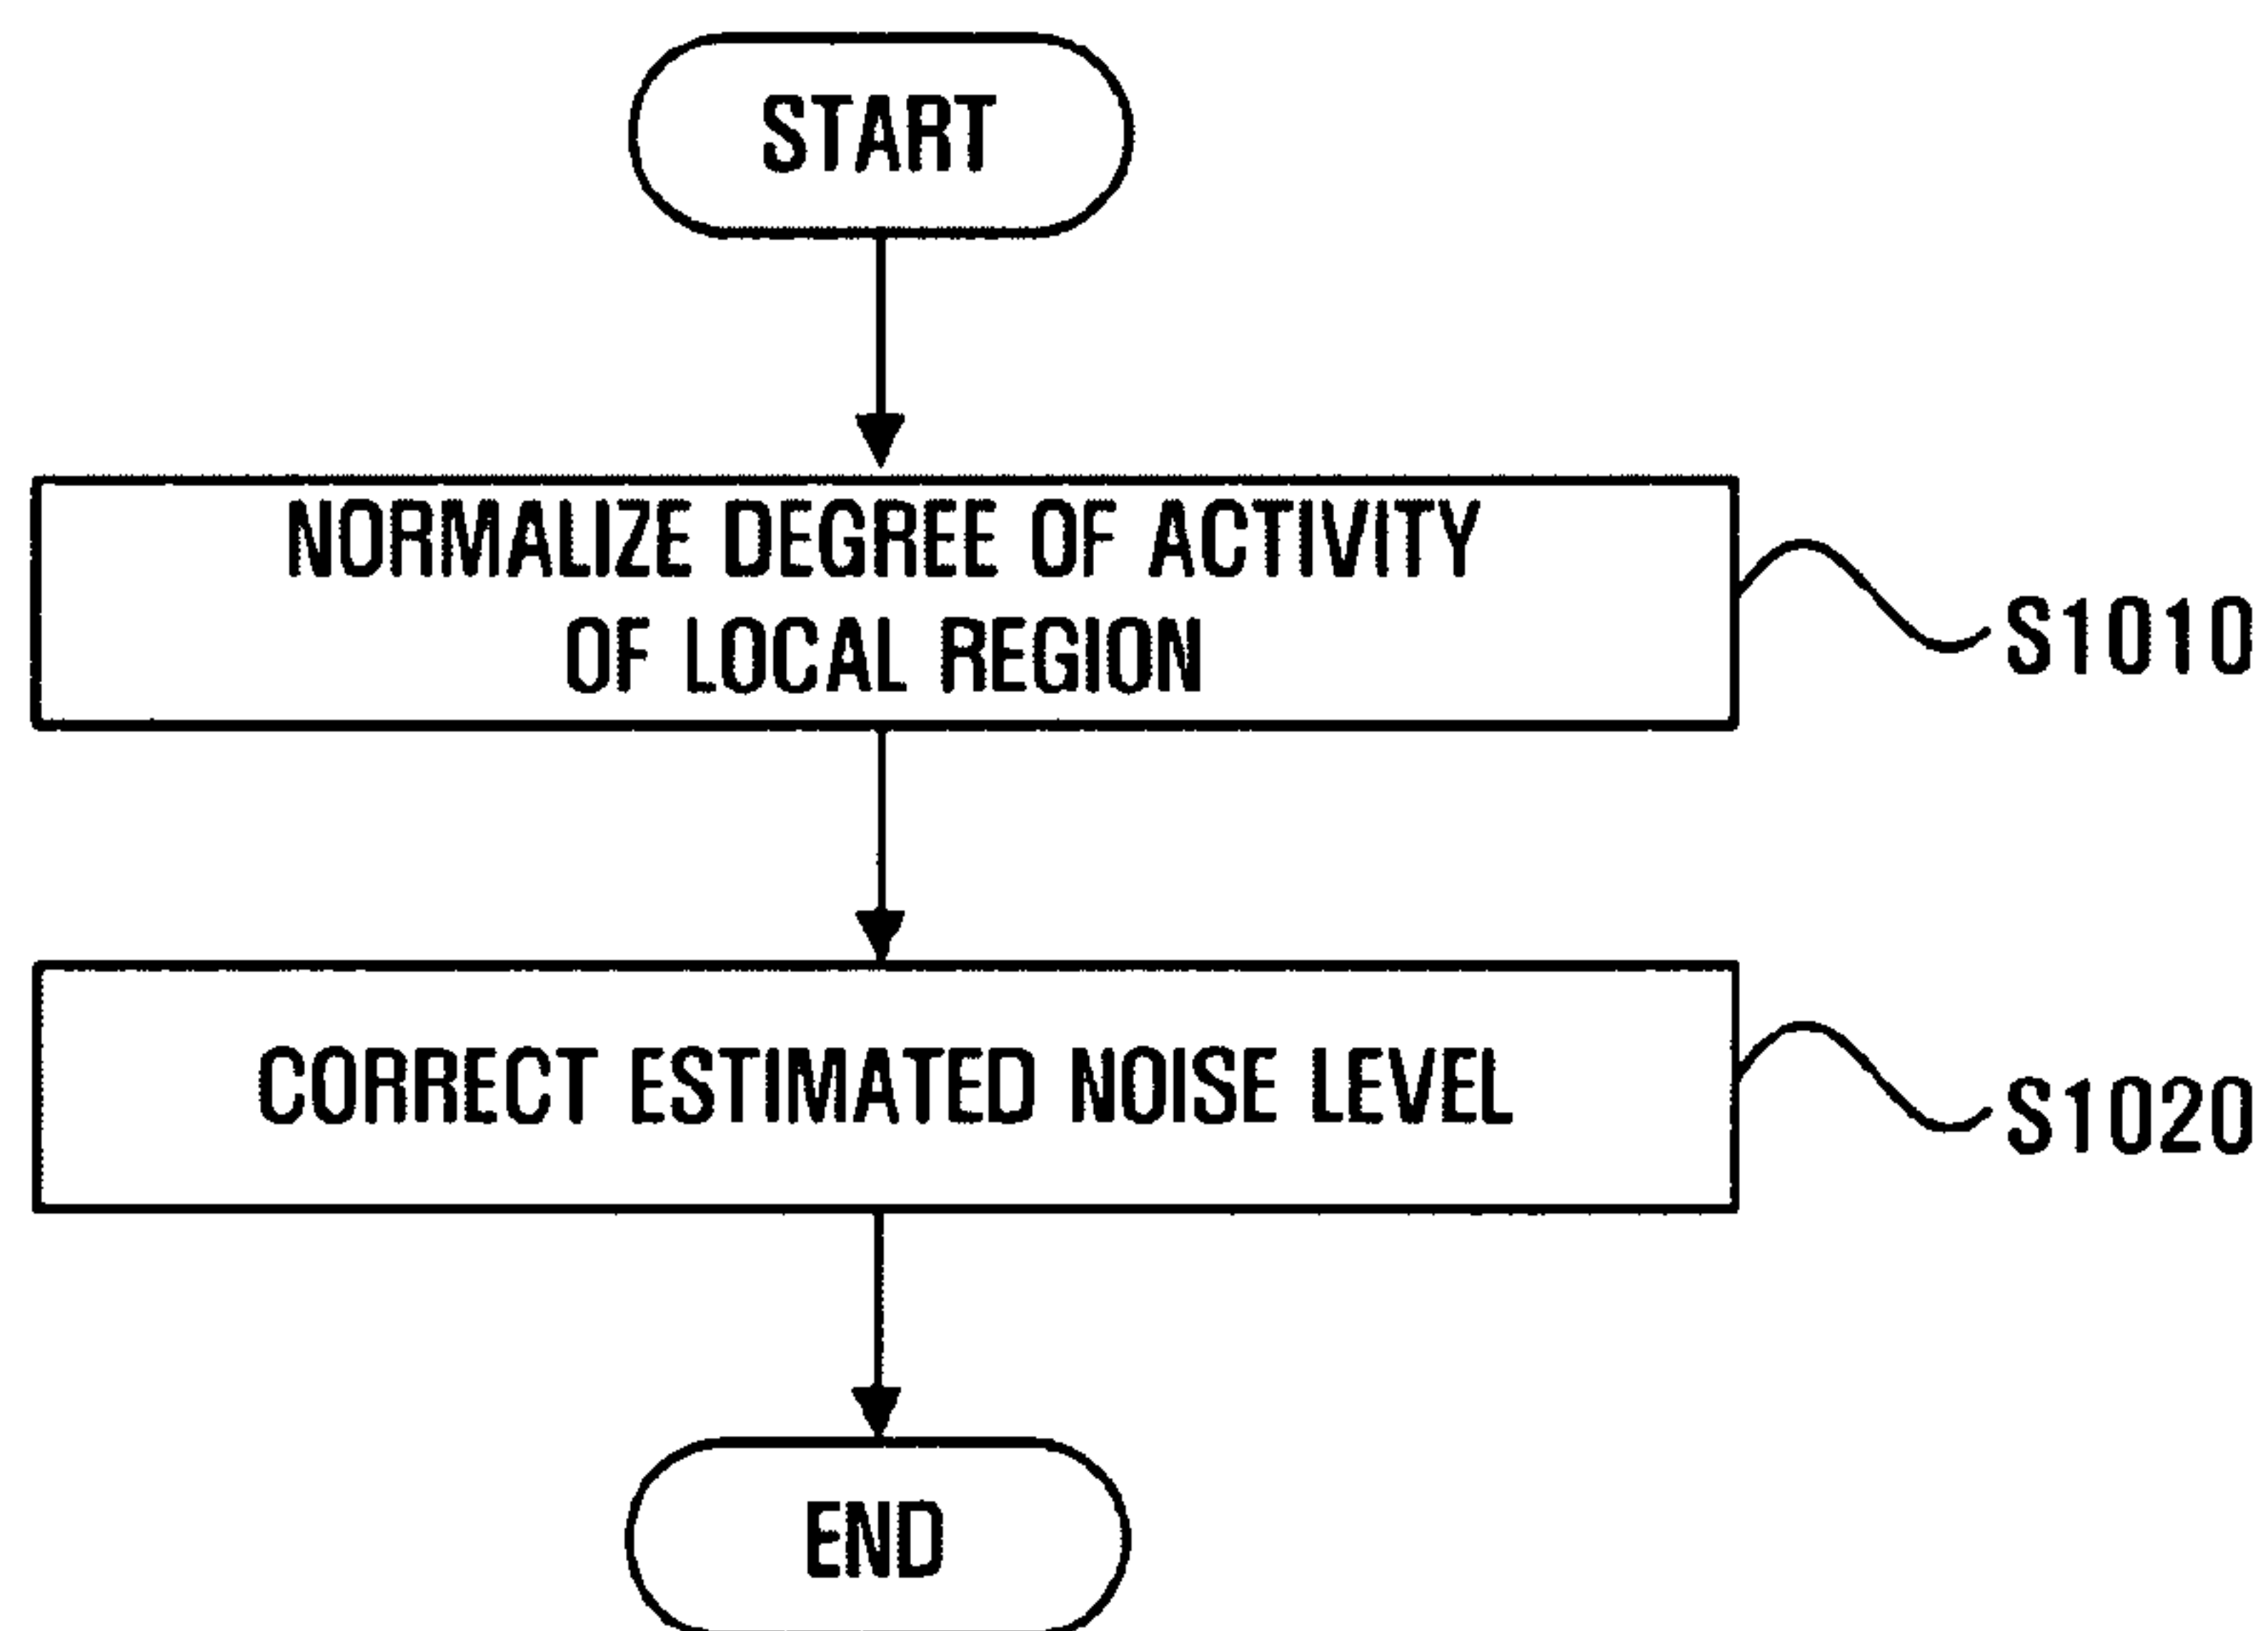 START
NORMALIZE DEGREE OF ACTIVITY
OF LOCAL REGION
S1010
CORRECT ESTIMATED NOISE LEVEL
S1020
END